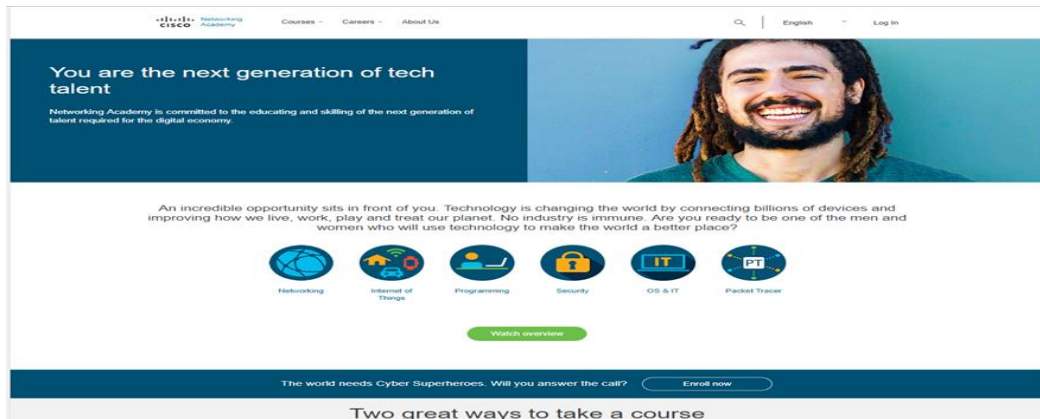 CISCO Networking Academy
Courses Careers About Us English Log In
You are the next generation of tech
talent
Networking Academy is committed to the educating and skilling of the next generation of
talent required for the digital economy.
An incredible opportunity sits in front of you. Technology is changing the world by connecting billions of devices and
improving how we live, work, play and treat our planet. No industry is immune. Are you ready to be one of the men and
women who will use technology to make the world a better place?
IT
PT
Networking
Internet of
Things
Programming
Security
OS & IT
Packet Tracer
Watch overview
The world needs Cyber Superheroes. Will you answer the call? Enroll now
Two great ways to take a course